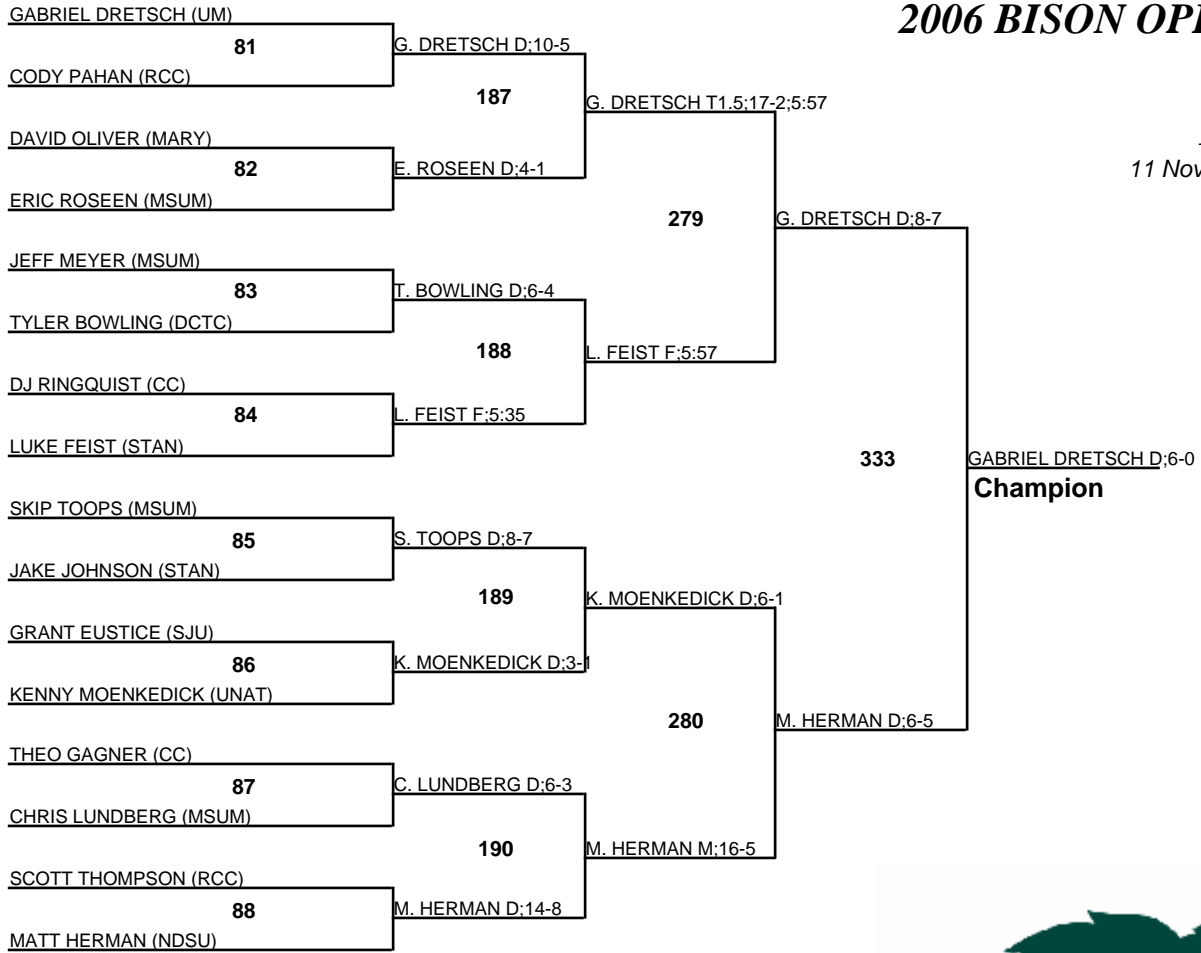 2006 BISON
11 Nov
GABRIEL DRETSCH (UM)
81
CODY PAHAN (RCC)
G. DRETSCH D;10-5
187
DAVID OLIVER (MARY)
82
ERIC ROSEEN (MSUM)
E. ROSEEN D;4-1
G. DRETSCH T1.5;17-2;5:57
279
JEFF MEYER (MSUM)
83
TYLER BOWLING (DCTC)
T. BOWLING D;6-4
188
DJ RINGQUIST (CC)
84
LUKE FEIST (STAN)
L. FEIST F;5:35
L. FEIST F;5:57
G. DRETSCH D;8-7
333
SKIP TOOPS (MSUM)
85
JAKE JOHNSON (STAN)
S. TOOPS D;8-7
189
GRANT EUSTICE (SJU)
86
KENNY MOENKEDICK (UNAT)
K. MOENKEDICK D;3-1
K. MOENKEDICK D;6-1
280
THEO GAGNER (CC)
87
CHRIS LUNDBERG (MSUM)
C. LUNDBERG D;6-3
190
SCOTT THOMPSON (RCC)
88
MATT HERMAN (NDSU)
M. HERMAN D;14-8
M. HERMAN M;16-5
M. HERMAN D;6-5
GABRIEL DRETSCH D;6-0
Champion